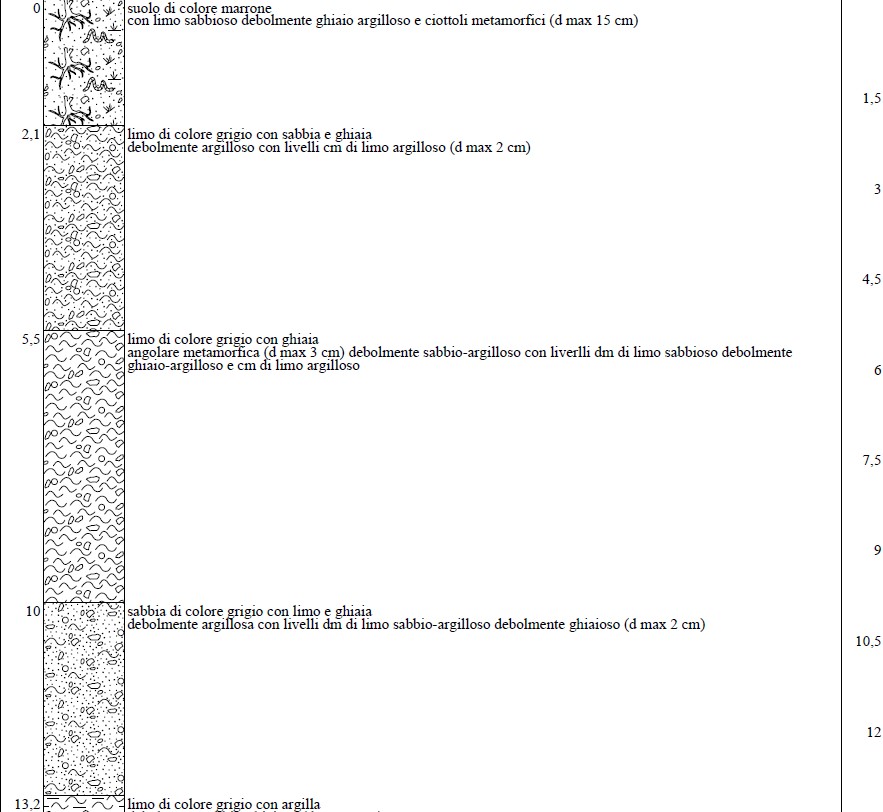 0 suolo di colore marrone
con limo sabbioso debolmente ghiaio argilloso e ciottoli metamorfici (d max 15 cm)
1,5
2,1 limo di colore grigio con sabbia e ghiaia
debolmente argilloso con livelli cm di limo argilloso (d max 2 cm)
3
4,5
5,5 limo di colore grigio con ghiaia
angolare metamorfica (d max 3 cm) debolmente sabbio-argilloso con liverlli dm di limo sabbioso debolmente
ghiaio-argilloso e cm di limo argilloso
6
7,5
9
10 sabbia di colore grigio con limo e ghiaia
debolmente argillosa con livelli dm di limo sabbio-argilloso debolmente ghiaioso (d max 2 cm)
10,5
12
13,2 limo di colore grigio con argilla